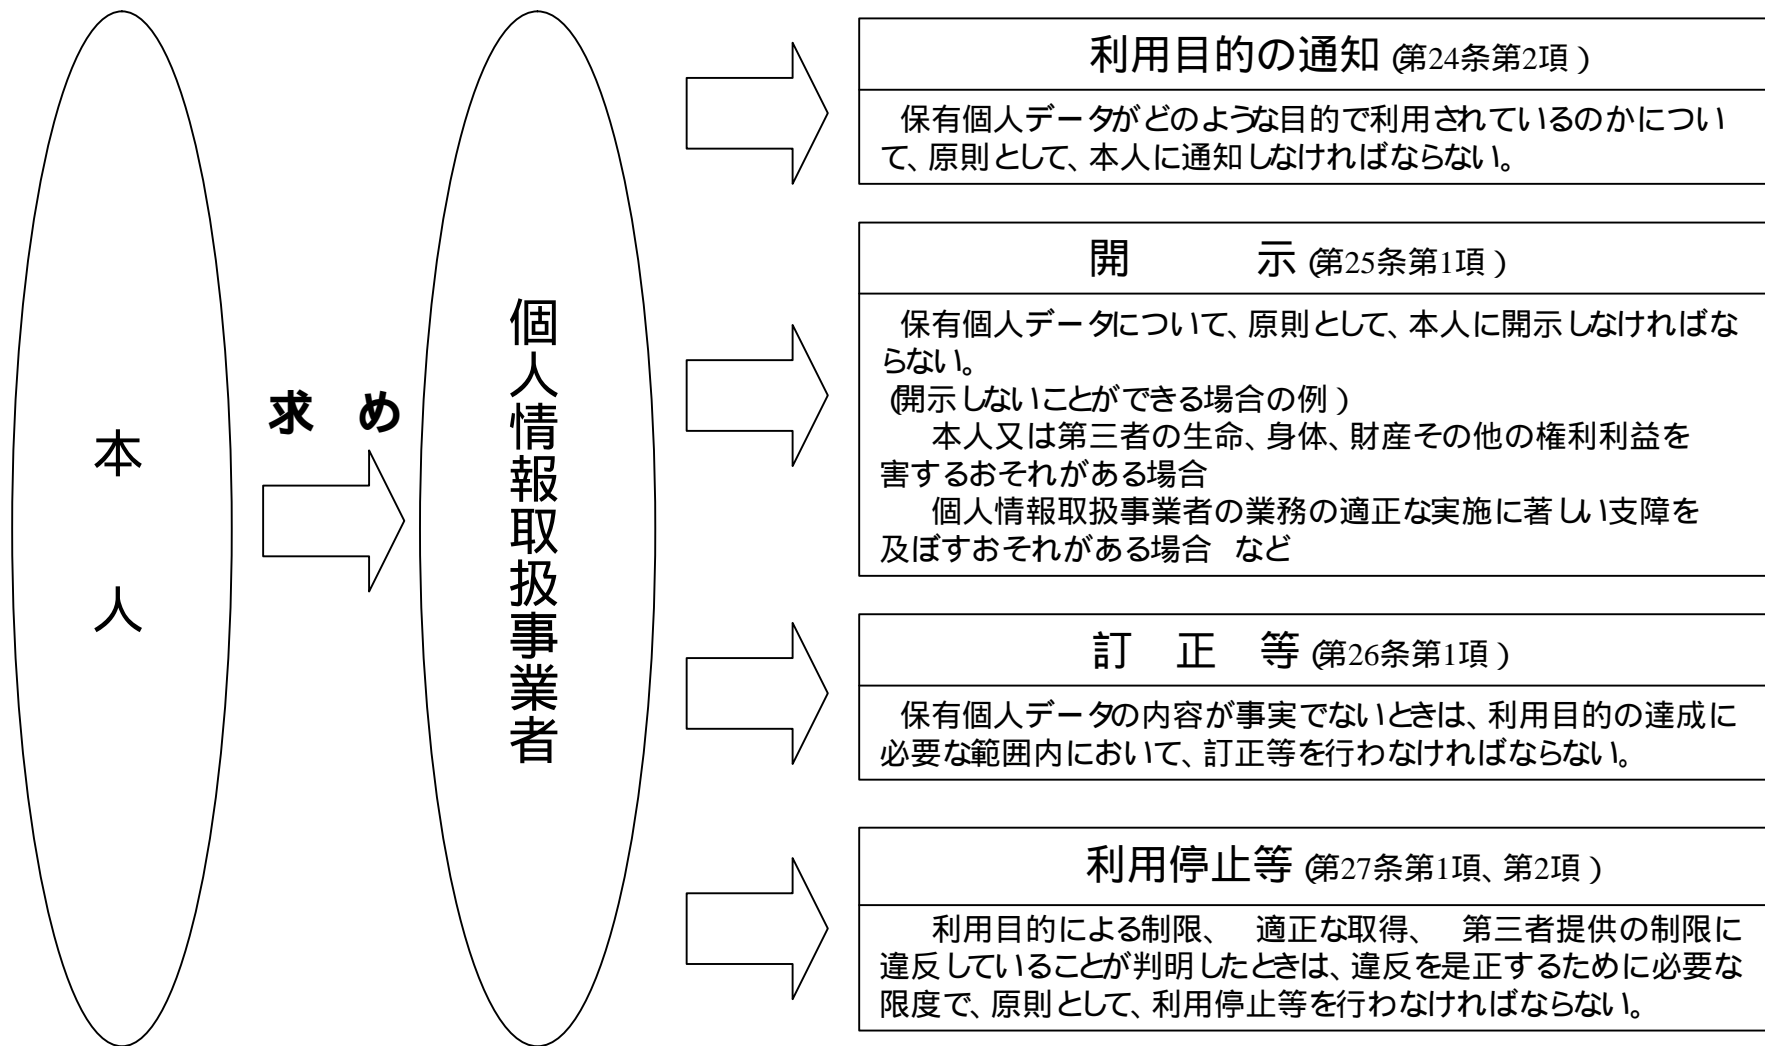 本人
求め
個人情報取扱事業者
利用目的の通知(第24条第2項)
保有個人データがどのような目的で利用されているのかについ
て、原則として、本人に通知しなければならない。
開 示(第25条第1項)
保有個人データについて、原則として、本人に開示しなければな
らない。
(開示しないことができる場合の例)
本人又は第三者の生命、身体、財産その他の権利利益を
害するおそれがある場合
個人情報取扱事業者の業務の適正な実施に著しい支障を
及ぼすおそれがある場合 など
訂 正 等(第26条第1項)
保有個人データの内容が事実でないときは、利用目的の達成に
必要な範囲内において、訂正等を行わなければならない。
利用停止等(第27条第1項、第2項)
利用目的による制限、 適正な取得、 第三者提供の制限に
違反していることが判明したときは、違反を是正するために必要な
限度で、原則として、利用停止等を行わなければならない。